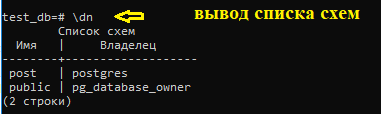 test_db=# \dn
вывод списка схем
Список схем
Имя | Владелец
--------+-------------------
post | postgres
public | pg_database_owner
(2 строки)